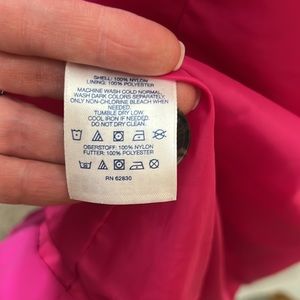 SHELL: 100% NYLON
LINING: 100% POLYESTER
MACHINE WASH COLD NORMAL,
WASH DARK COLORS SEPARATELY,
ONLY NON-CHLORINE BLEACH WHEN
NEEDED.
TUMBLE DRY LOW.
COOL IRON IF NEEDED.
DO NOT DRY CLEAN.
OBERSTOFF: 100% NYLON
FUTTER: 100% POLYESTER
RN 62830